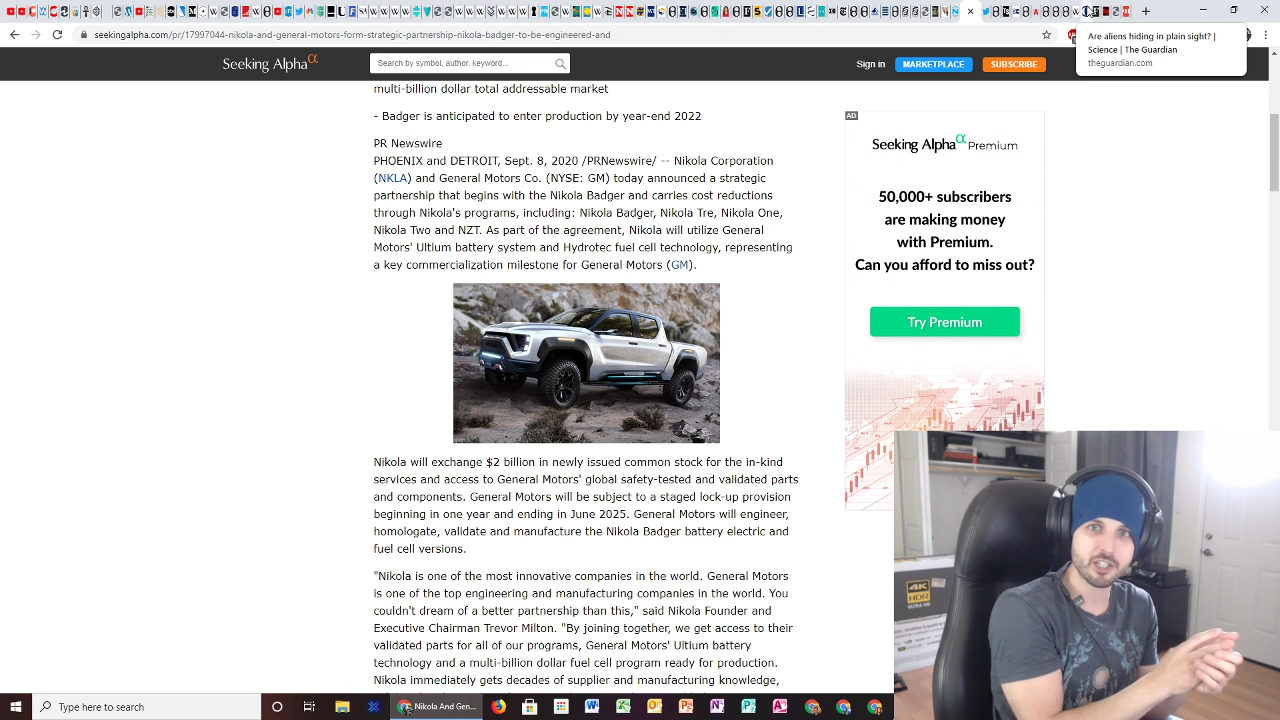 seekingalpha.com/pr/17997044-nikola-and-general-motors-form-strategic-partnership-nikola-badger-to-be-engineered-and
Are aliens hiding in plain sight? |
Science | The Guardian
theguardian.com
Seeking Alpha α
Search by symbol, author, keyword...
Sign in
MARKETPLACE
SUBSCRIBE
multi-billion dollar total addressable market
- Badger is anticipated to enter production by year-end 2022
PR Newswire
PHOENIX and DETROIT, Sept. 8, 2020 /PRNewswire/ -- Nikola Corporation
(NKLA) and General Motors Co. (NYSE: GM) today announced a strategic
partnership that begins with the Nikola Badger and carries cost reductions
through Nikola's programs, including: Nikola Badger, Nikola Tre, Nikola One,
Nikola Two and NZT. As part of the agreement, Nikola will utilize General
Motors' Ultium battery system and Hydrotec fuel cell technology, representing
a key commercialization milestone for General Motors (GM).
Nikola will exchange $2 billion in newly issued common stock for the in-kind
services and access to General Motors' global safety-tested and validated parts
and components. General Motors will be subject to a staged lock-up provision
beginning in one year and ending in June 2025. General Motors will engineer,
homologate, validate and manufacture the Nikola Badger battery electric and
fuel cell versions.
"Nikola is one of the most innovative companies in the world. General Motors
is one of the top engineering and manufacturing companies in the world. You
couldn't dream of a better partnership than this," said Nikola Founder and
Executive Chairman Trevor Milton. "By joining together, we get access to their
validated parts for all of our programs, General Motors' Ultium battery
technology and a multi-billion dollar fuel cell program ready for production.
Nikola immediately gets decades of supplier and manufacturing knowledge,
AD
Seeking Alpha α Premium
50,000+ subscribers
are making money
with Premium.
Can you afford to miss out?
Try Premium
4K
HDR
ULTRA HD
Type here to search
Nikola And Gen...